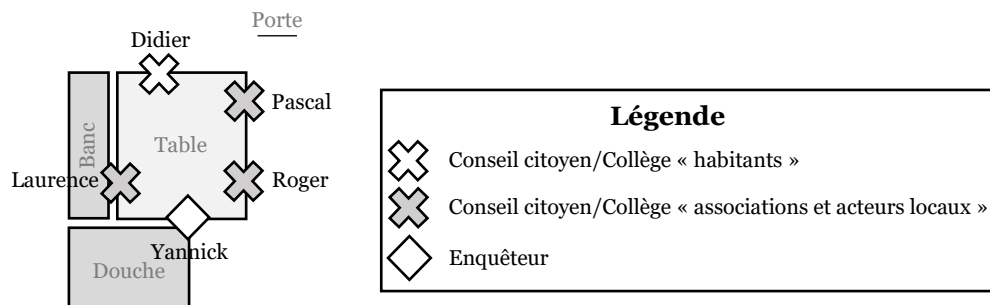 Porte
Didier
Pascal
Banc
Table
Laurence
Roger
Yannick
Douche
Légende
Conseil citoyen/Collège « habitants »
Conseil citoyen/Collège « associations et acteurs locaux »
Enquêteur